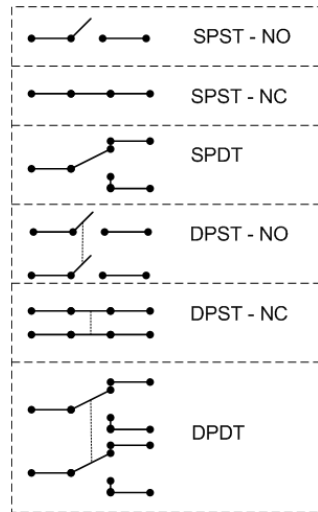 SPST - NO
SPST - NC
SPDT
DPST - NO
DPST - NC
DPDT